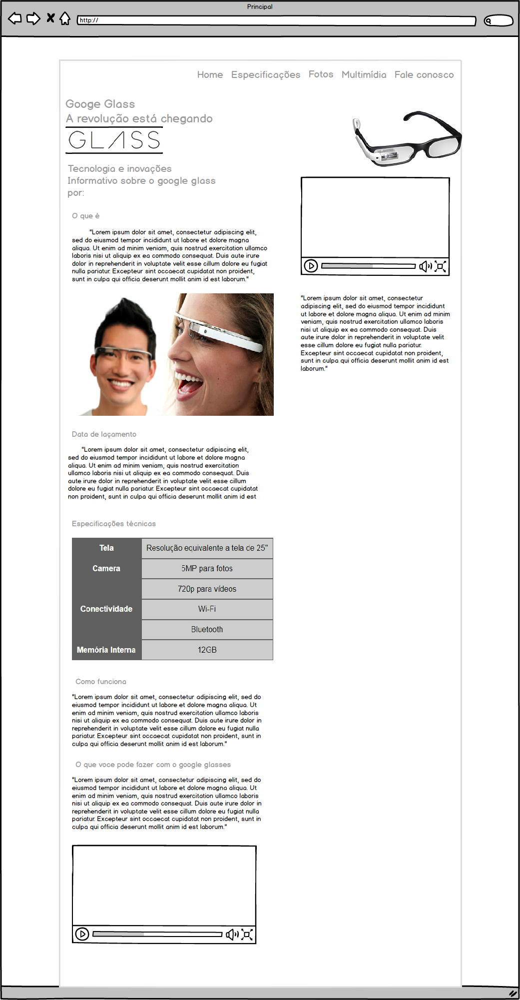 Principal
http://
Home Especificações Fotos Multimídia Fale conosco
Googe Glass
A revolução está chegando
GLASS
Tecnologia e inovações
Informativo sobre o google glass
por:
O que é
"Lorem ipsum dolor sit amet, consectetur adipiscing elit,
sed do eiusmod tempor incididunt ut labore et dolore magna
aliqua. Ut enim ad minim veniam, quis nostrud exercitation ullamco
laboris nisi ut aliquip ex ea commodo consequat. Duis aute irure
dolor in reprehenderit in voluptate velit esse cillum dolore eu fugiat
nulla pariatur. Excepteur sint occaecat cupidatat non proident,
sunt in culpa qui officia deserunt mollit anim id est laborum."
"Lorem ipsum dolor sit amet, consectetur
adipiscing elit, sed do eiusmod tempor incididunt
ut labore et dolore magna aliqua. Ut enim ad minim
veniam, quis nostrud exercitation ullamco laboris
nisi ut aliquip ex ea commodo consequat. Duis
aute irure dolor in reprehenderit in voluptate velit
esse cillum dolore eu fugiat nulla pariatur.
Excepteur sint occaecat cupidatat non proident,
sunt in culpa qui officia deserunt mollit anim id est
laborum."
Data de laçamento
"Lorem ipsum dolor sit amet, consectetur adipiscing elit,
sed do eiusmod tempor incididunt ut labore et dolore magna
aliqua. Ut enim ad minim veniam, quis nostrud exercitation
ullamco laboris nisi ut aliquip ex ea commodo consequat. Duis
aute irure dolor in reprehenderit in voluptate velit esse cillum
dolore eu fugiat nulla pariatur. Excepteur sint occaecat cupidatat
non proident, sunt in culpa qui officia deserunt mollit anim id est
Especificações técnicas
Tela Resolução equivalente a tela de 25"
Camera 5MP para fotos
720p para vídeos
Conectividade Wi-Fi
Bluetooth
Memória Interna 12GB
Como funciona
"Lorem ipsum dolor sit amet, consectetur adipiscing elit, sed do
eiusmod tempor incididunt ut labore et dolore magna aliqua. Ut
enim ad minim veniam, quis nostrud exercitation ullamco laboris
nisi ut aliquip ex ea commodo consequat. Duis aute irure dolor in
reprehenderit in voluptate velit esse cillum dolore eu fugiat nulla
pariatur. Excepteur sint occaecat cupidatat non proident, sunt in
culpa qui officia deserunt mollit anim id est laborum."
O que voce pode fazer com o google glasses
"Lorem ipsum dolor sit amet, consectetur adipiscing elit, sed do
eiusmod tempor incididunt ut labore et dolore magna aliqua. Ut
enim ad minim veniam, quis nostrud exercitation ullamco laboris
nisi ut aliquip ex ea commodo consequat. Duis aute irure dolor in
reprehenderit in voluptate velit esse cillum dolore eu fugiat nulla
pariatur. Excepteur sint occaecat cupidatat non proident, sunt in
culpa qui officia deserunt mollit anim id est laborum."